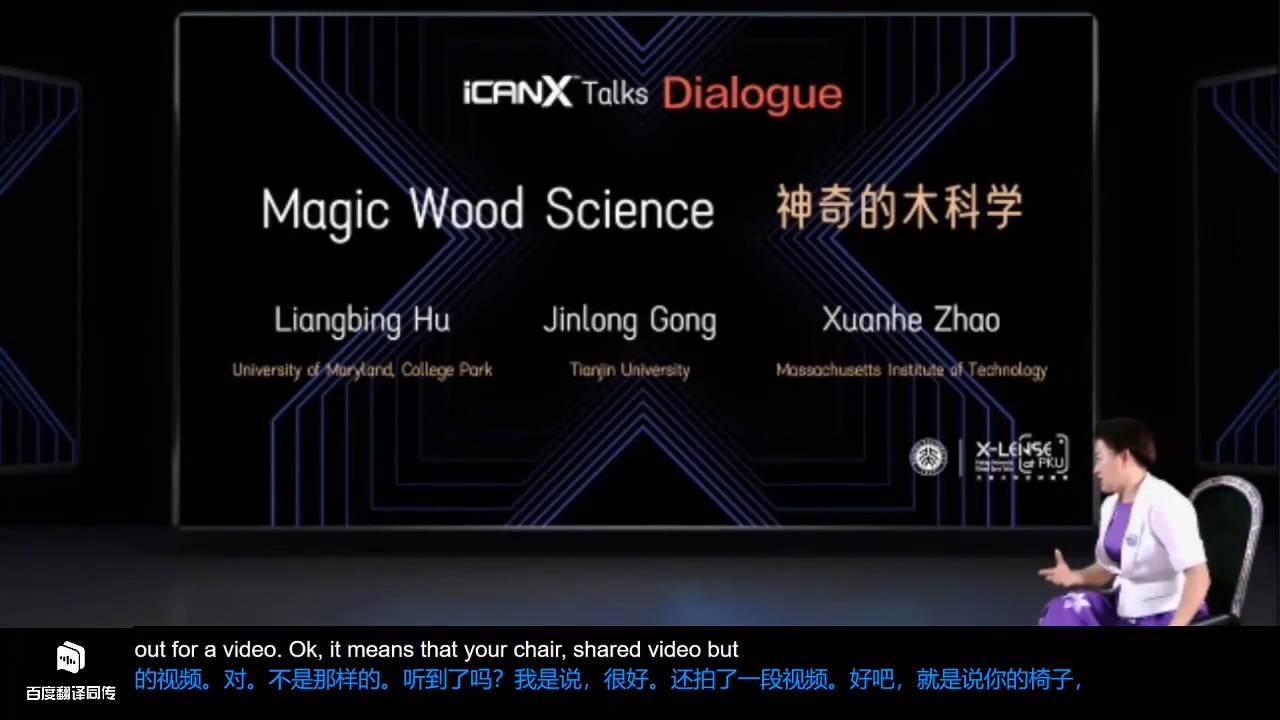 iCANX Talks Dialogue
Magic Wood Science 神奇的木科学
Liangbing Hu Jinlong Gong Xuanhe Zhao
University of Maryland, College Park Tianjin University Massachusetts Institute of Technology
X-LENSE
at PKU
out for a video. Ok, it means that your chair, shared video but
的视频。对。不是那样的。听到了吗？我是说，很好。还拍了一段视频。好吧，就是说你的椅子，
百度翻译同传